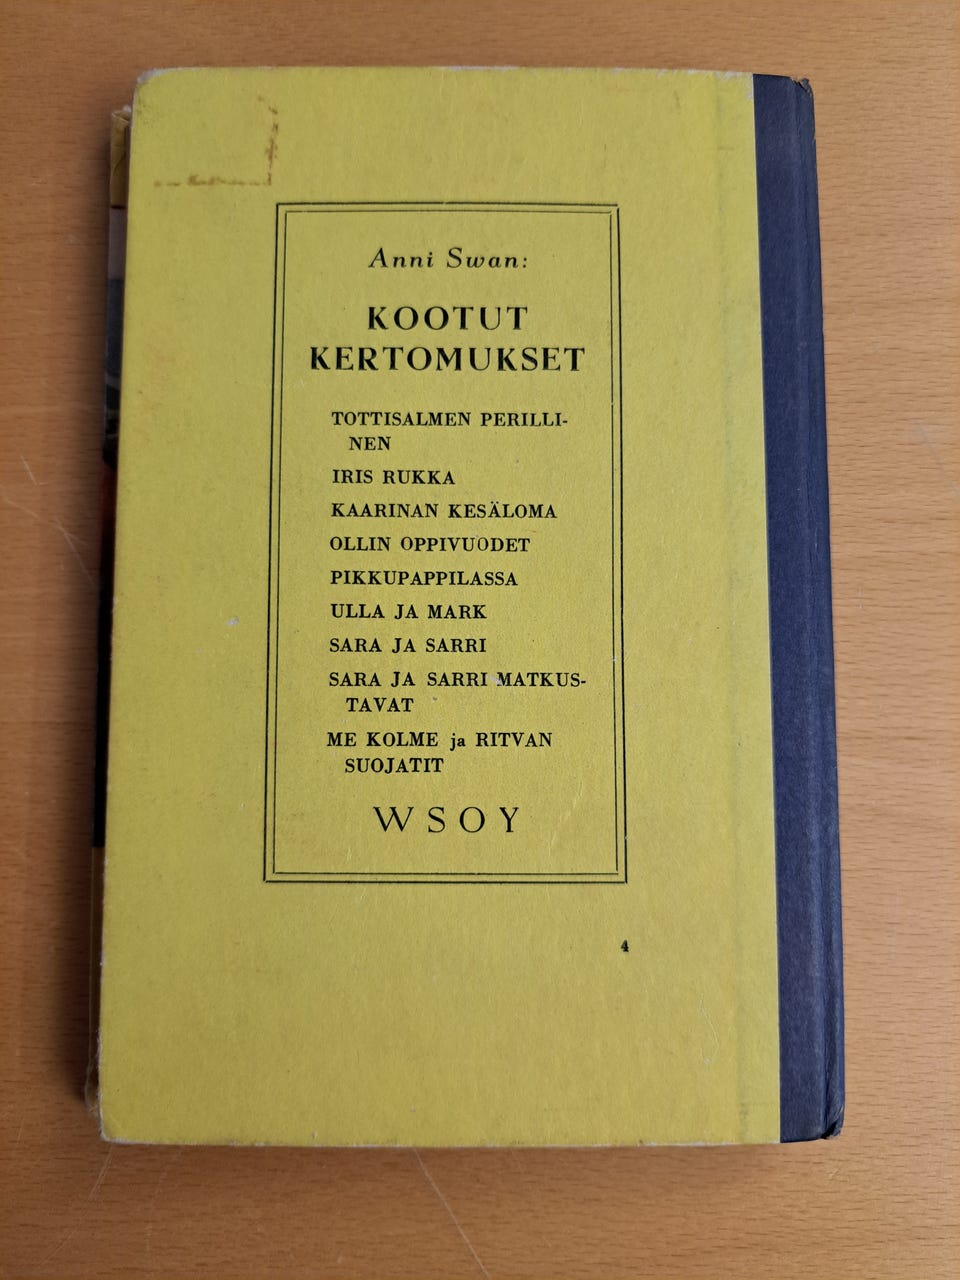 Anni Swan:
KOOTUT
KERTOMUKSET
TOTTISALMEN PERILLI-
NEN
IRIS RUKKA
KAARINAN KESÄLOMA
OLLIN OPPIVUODET
PIKKUPAPPILASSA
ULLA JA MARK
SARA JA SARRI
SARA JA SARRI MATKUS-
TAVAT
ME KOLME ja RITVAN
SUOJATIT
WSOY
4